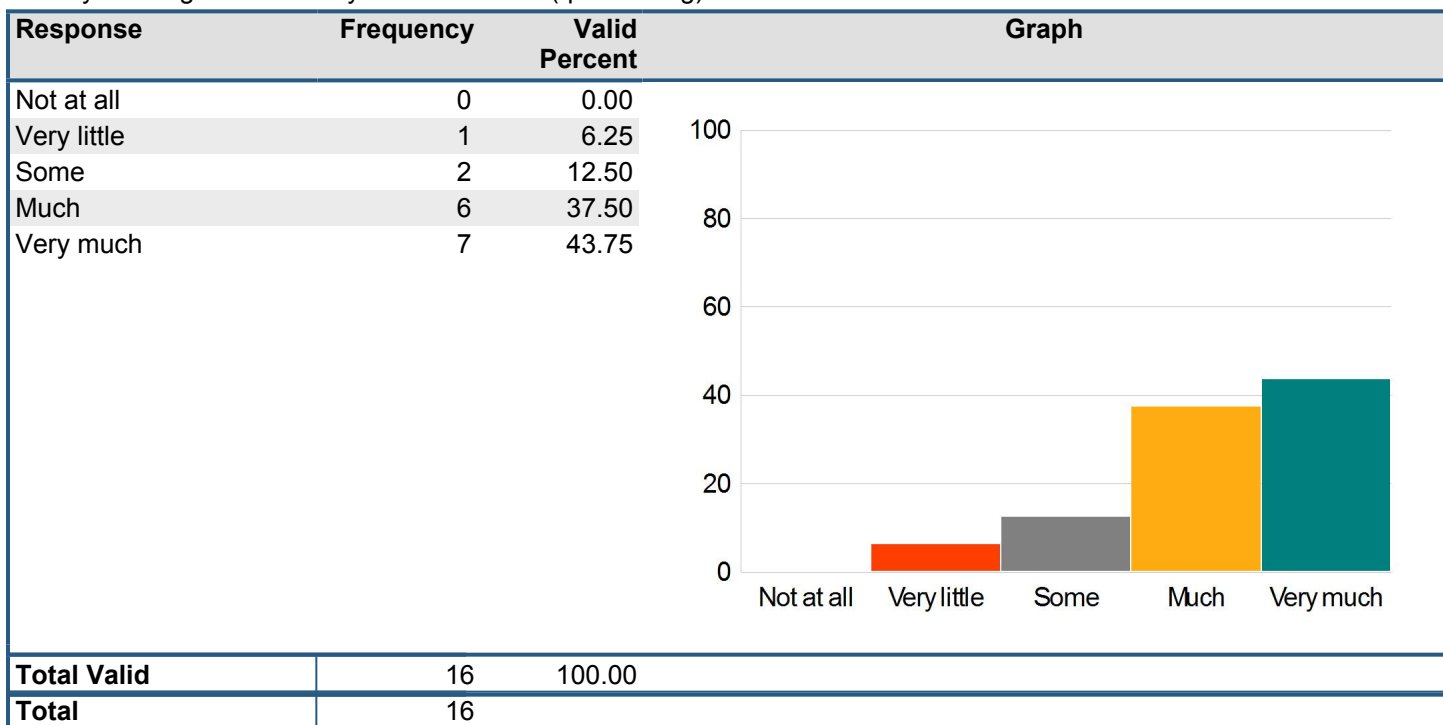 Response Frequency Valid Percent Graph
Not at all 0 0.00
Very little 1 6.25
Some 2 12.50
Much 6 37.50
Very much 7 43.75
100
80
60
40
20
0
Not at all Very little Some Much Very much
Total Valid 16 100.00
Total 16